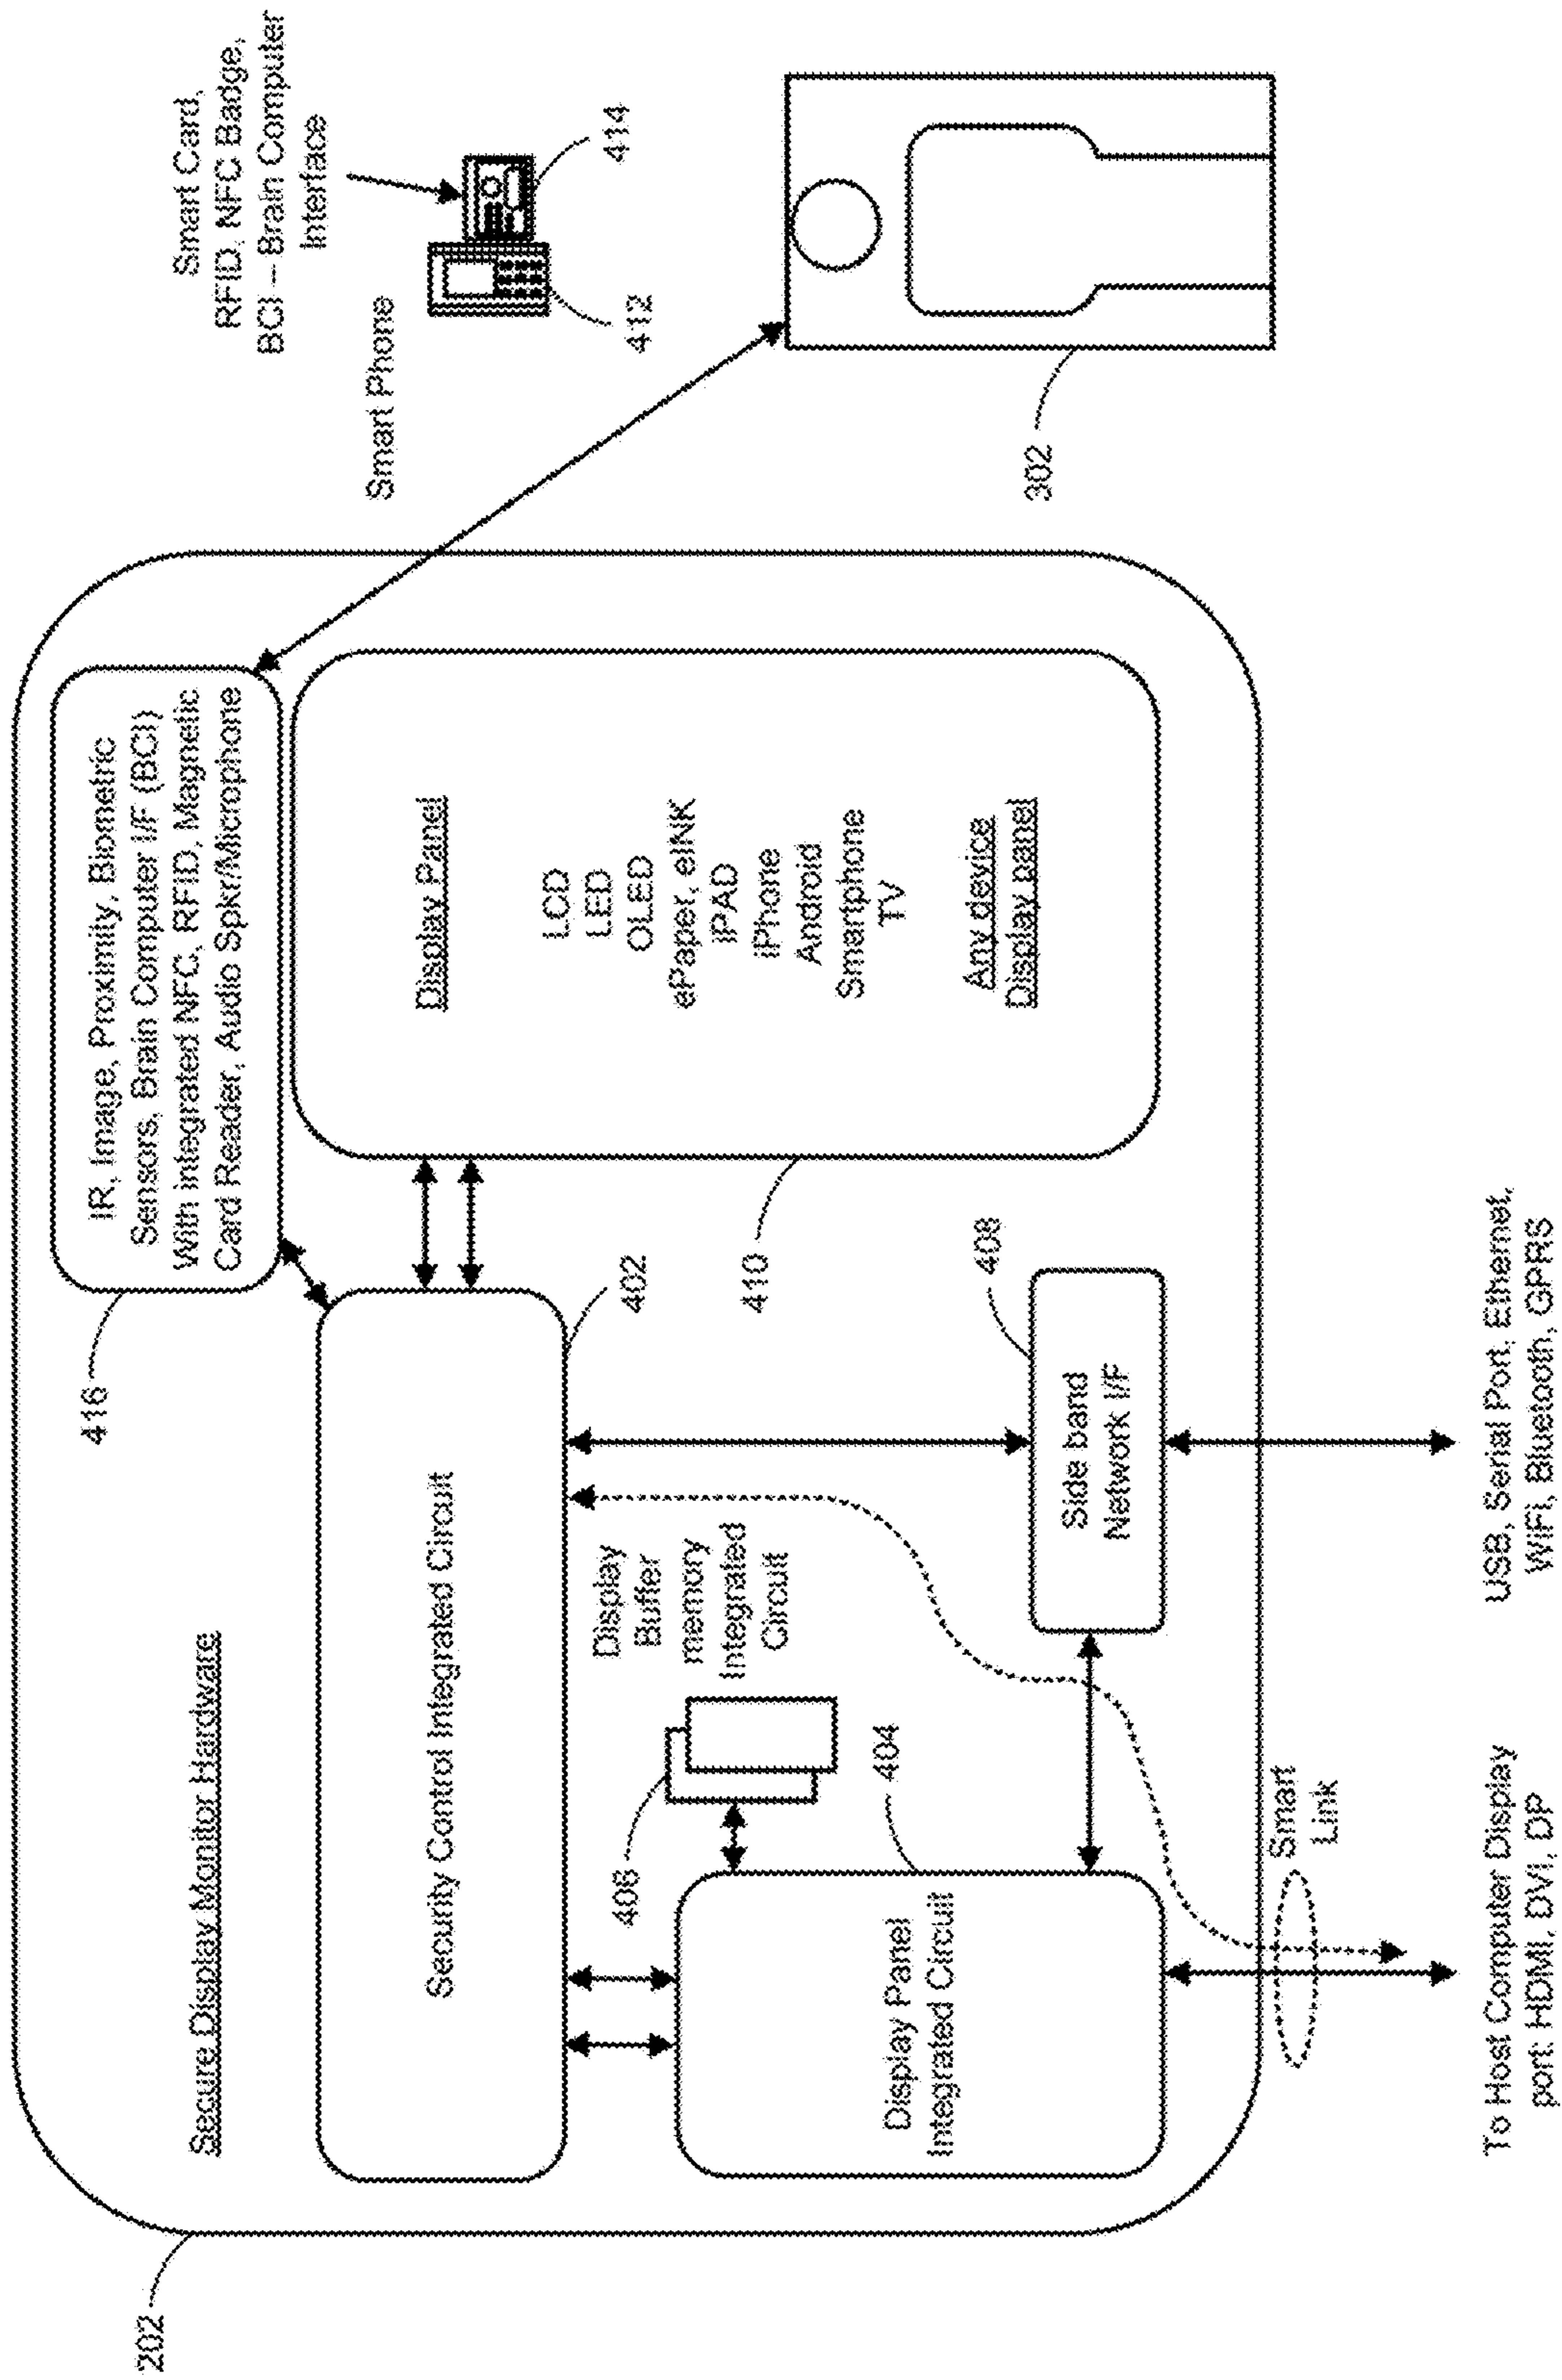 202
Secure Display Monitor Hardware
416
IR, Image, Proximity, Biometric
Sensors, Brain Computer I/F (BCI)
With integrated NFC, RFID, Magnetic
Card Reader, Audio Spkr/Microphone
Smart Card,
RFID, NFC Badge,
BCI – Brain Computer
Interface
Smart Phone
412
414
Security Control Integrated Circuit
402
Display Panel
LCD
LED
OLED
ePaper, eINK
iPAD
iPhone
Android
Smartphone
TV
Any device
Display panel
410
302
Display
Buffer
memory
Integrated
Circuit
406
404
Display Panel
Integrated Circuit
408
Side band
Network I/F
Smart
Link
To Host Computer Display
port: HDMI, DVI, DP
USB, Serial Port, Ethernet,
WiFi, Bluetooth, GPRS